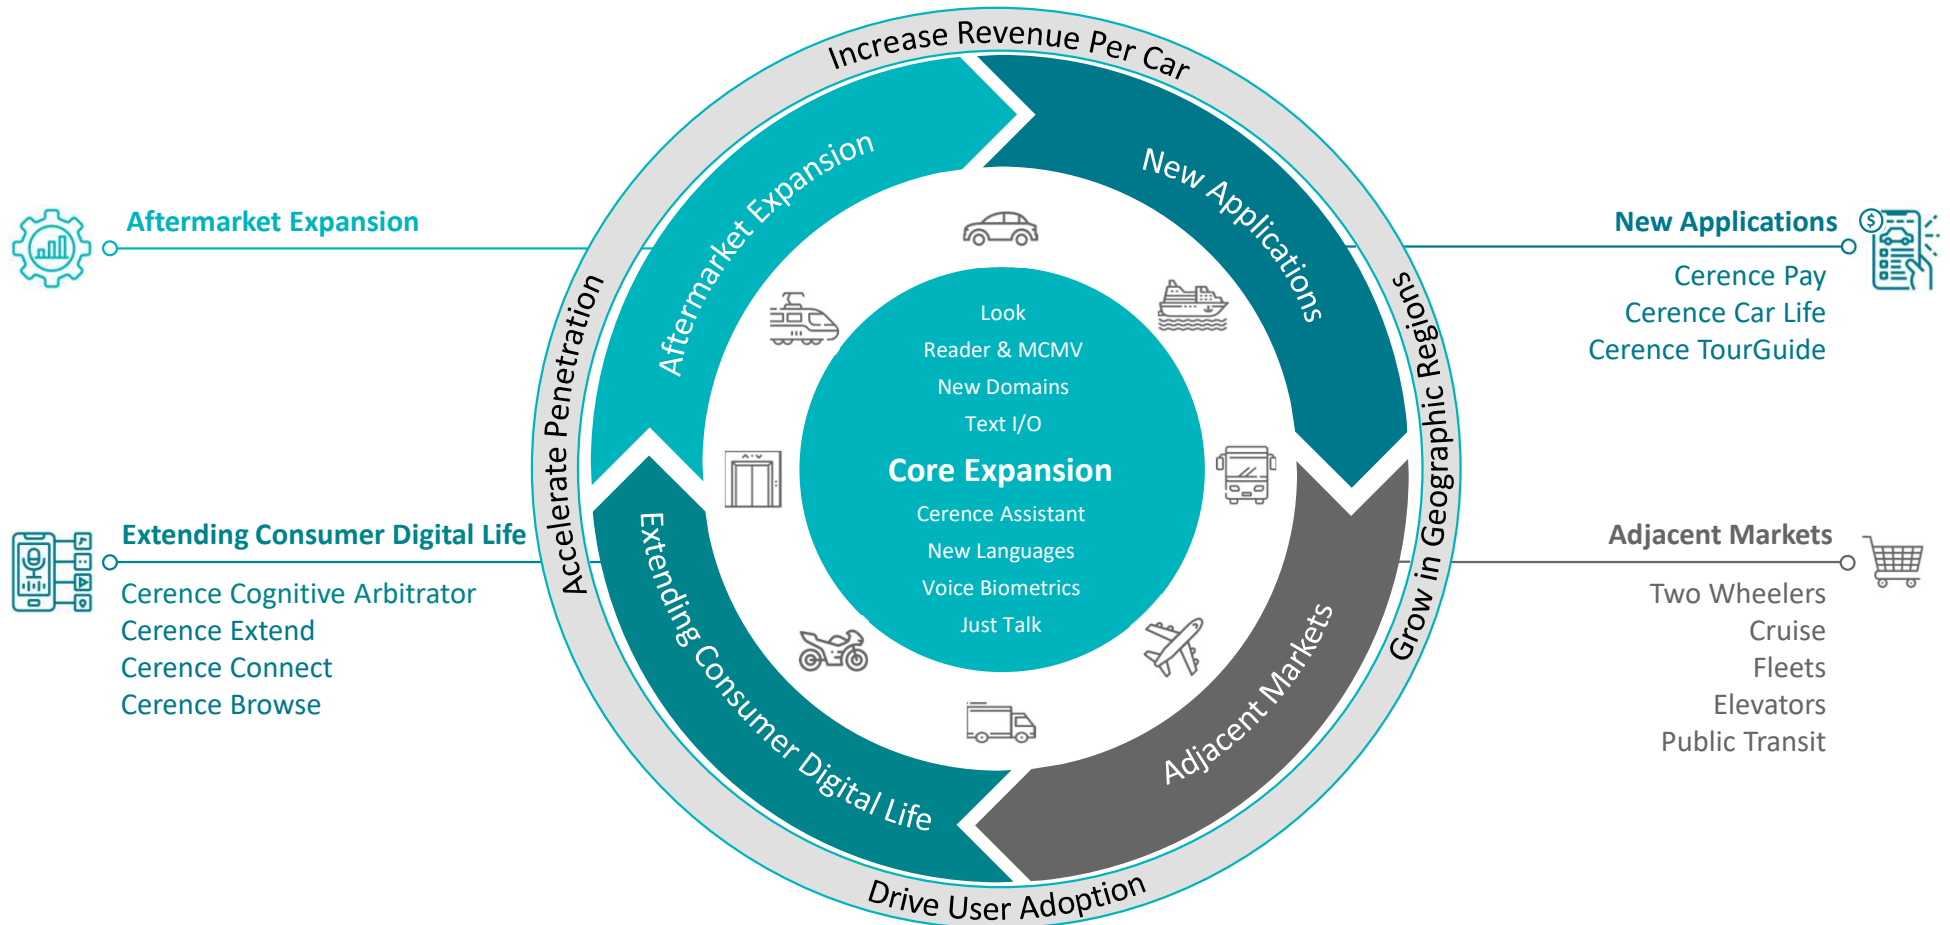 Increase Revenue Per Car
Accelerate Penetration
Grow in Geographic Regions
Drive User Adoption
Aftermarket Expansion
New Applications
Extending Consumer Digital Life
Adjacent Markets
Aftermarket Expansion
Extending Consumer Digital Life
Cerence Cognitive Arbitrator
Cerence Extend
Cerence Connect
Cerence Browse
Look
Reader & MCMV
New Domains
Text I/O
Core Expansion
Cerence Assistant
New Languages
Voice Biometrics
Just Talk
New Applications
$
Cerence Pay
Cerence Car Life
Cerence TourGuide
Adjacent Markets
Two Wheelers
Cruise
Fleets
Elevators
Public Transit